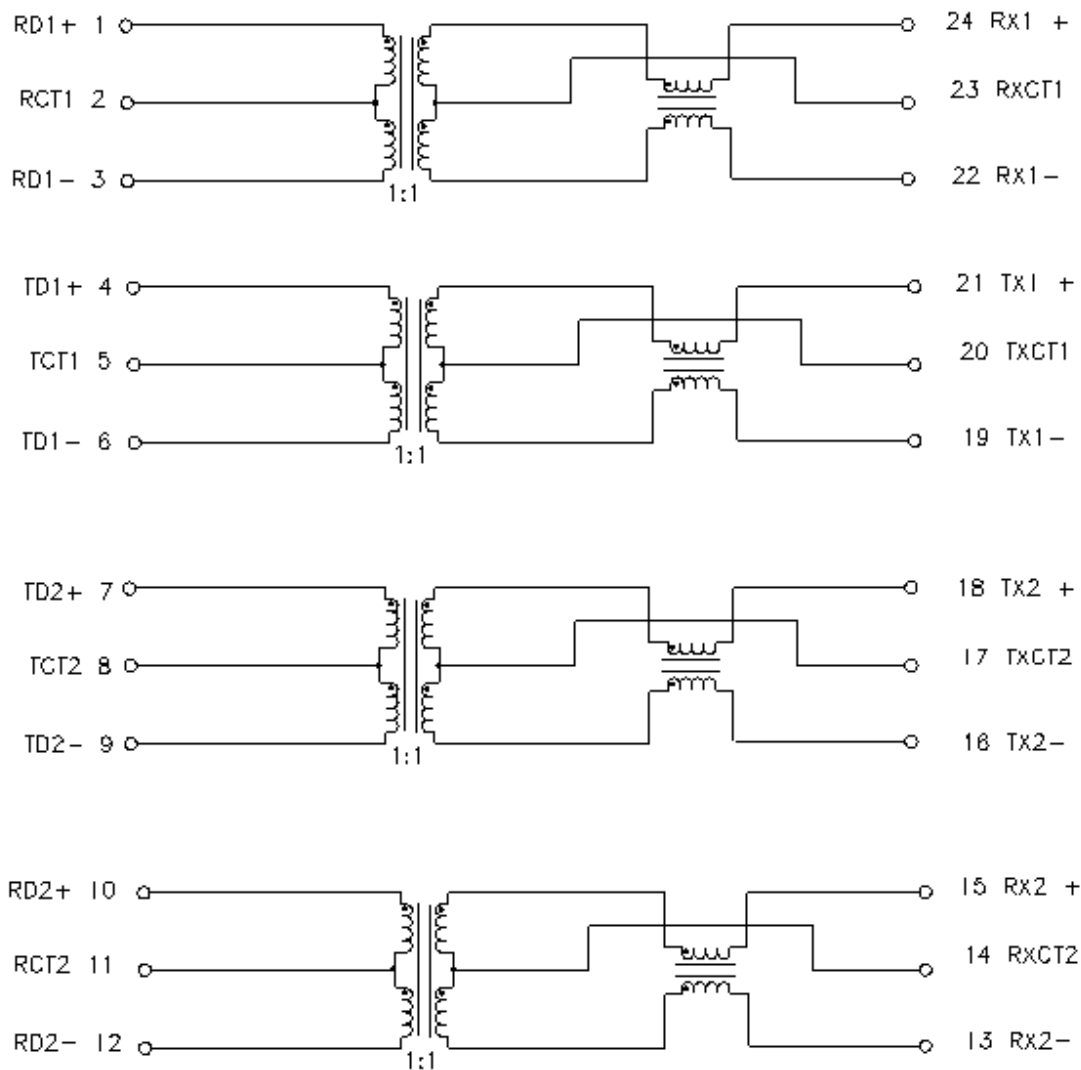 RD1+ 1
24 RX1 +
RCT1 2
23 RXCT1
RD1- 3
22 RX1-
1:1
TD1+ 4
21 TX1 +
TCT1 5
20 TXCT1
TD1- 6
19 TX1-
1:1
TD2+ 7
18 TX2 +
TCT2 8
17 TXCT2
TD2- 9
16 TX2-
1:1
RD2+ 10
15 RX2 +
RCT2 11
14 RXCT2
RD2- 12
13 RX2-
1:1